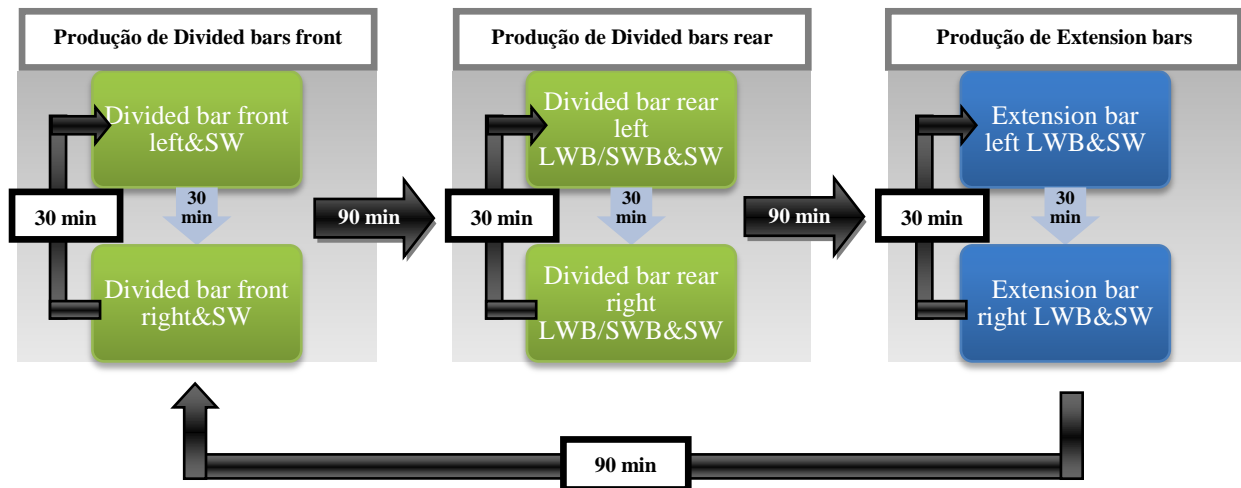 Produção de Divided bars front
Divided bar front
left&SW
30
min
30 min
Divided bar front
right&SW
90 min
Produção de Divided bars rear
Divided bar rear
left
LWB/SWB&SW
30
min
30 min
Divided bar rear
right
LWB/SWB&SW
90 min
Produção de Extension bars
Extension bar
left LWB&SW
30
min
30 min
Extension bar
right LWB&SW
90 min